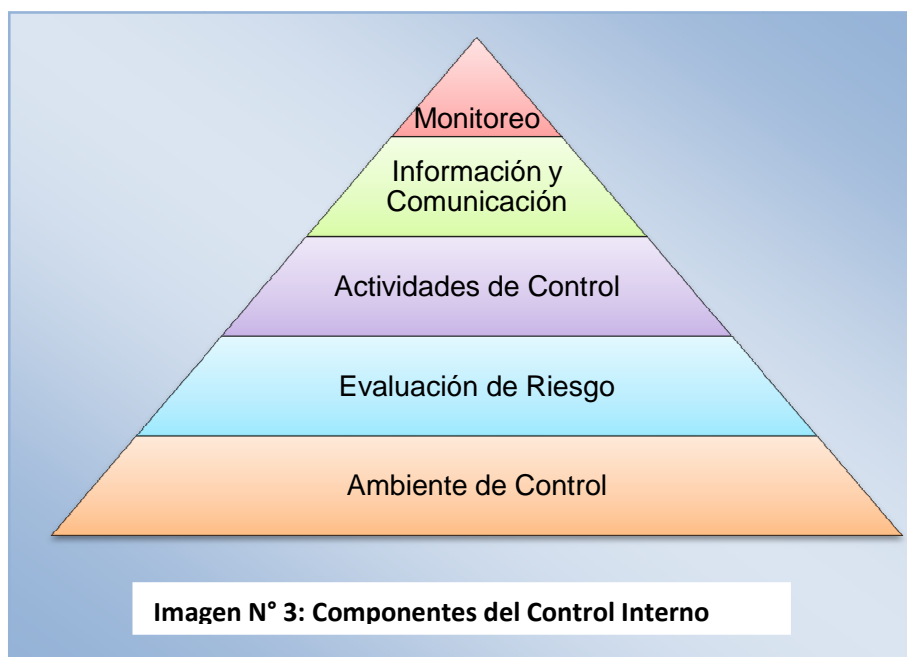 Monitoreo
Información y
Comunicación
Actividades de Control
Evaluación de Riesgo
Ambiente de Control
Imagen N° 3: Componentes del Control Interno